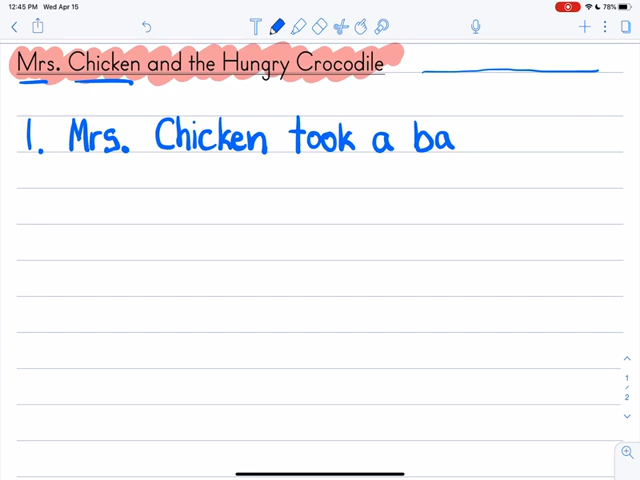 12:45 PM Wed Apr 15
78%
T
Mrs. Chicken and the Hungry Crocodile
1. Mrs. Chicken took a ba
1
/
2